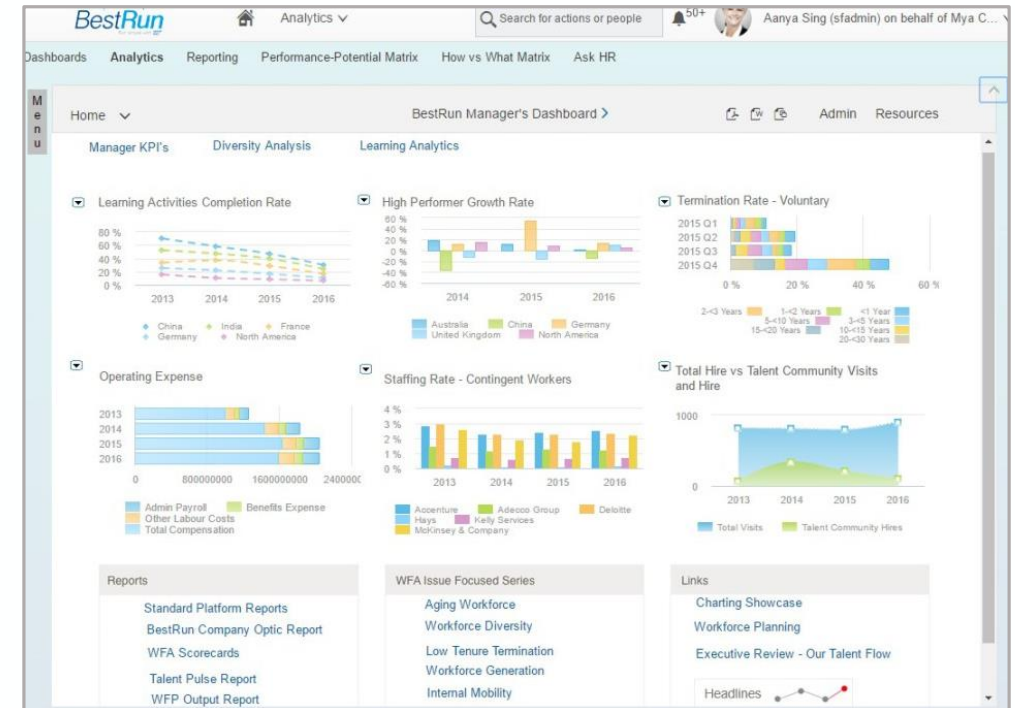 BestRun
Analytics
Search for actions or people
50+
Aanya Sing (sfadmin) on behalf of Mya C...
Dashboards Analytics Reporting Performance-Potential Matrix How vs What Matrix Ask HR
Menu
Home
BestRun Manager's Dashboard
Admin Resources
Manager KPI's Diversity Analysis Learning Analytics
Learning Activities Completion Rate
80 %
60 %
40 %
20 %
0 %
2013 2014 2015 2016
China India France
Germany North America
High Performer Growth Rate
60 %
40 %
20 %
0 %
-20 %
-40 %
-60 %
2014 2015 2016
Australia China Germany
United Kingdom North America
Termination Rate - Voluntary
2015 Q1
2015 Q2
2015 Q3
2015 Q4
0 % 20 % 40 % 60 %
2-<3 Years 1-<2 Years <1 Year
5-<10 Years 3-<5 Years
15-<20 Years 10-<15 Years
20-<30 Years
Operating Expense
2013
2014
2015
2016
0 800000000 1600000000 2400000
Admin Payroll Benefits Expense
Other Labour Costs
Total Compensation
Staffing Rate - Contingent Workers
4 %
3 %
2 %
1 %
0 %
2013 2014 2015 2016
Accenture Adecco Group Deloitte
Hays Kelly Services
McKinsey & Company
Total Hire vs Talent Community Visits
and Hire
1000
0
2013 2014 2015 2016
Total Visits Talent Community Hires
Reports
Standard Platform Reports
BestRun Company Optic Report
WFA Scorecards
Talent Pulse Report
WFP Output Report
WFA Issue Focused Series
Aging Workforce
Workforce Diversity
Low Tenure Termination
Workforce Generation
Internal Mobility
Links
Charting Showcase
Workforce Planning
Executive Review - Our Talent Flow
Headlines